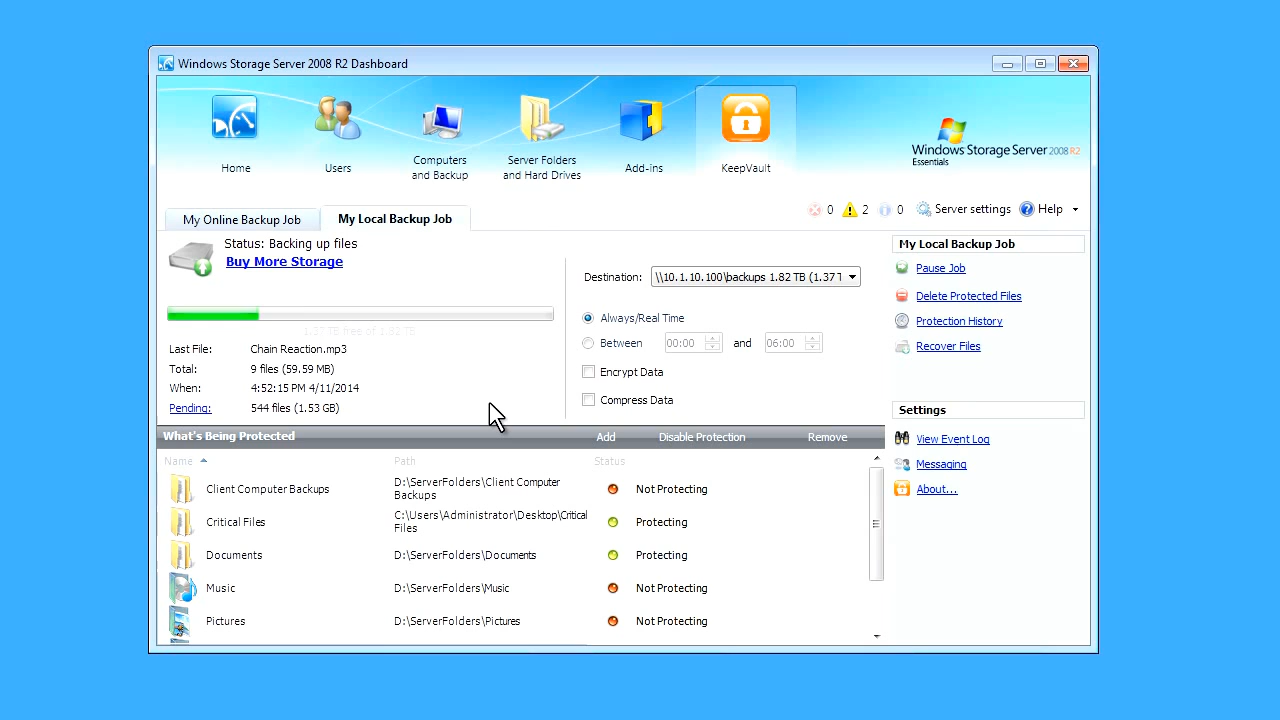 Windows Storage Server 2008 R2 Dashboard
Home
Users
Computers
and Backup
Server Folders
and Hard Drives
Add-ins
KeepVault
Windows Storage Server 2008 R2
Essentials
My Online Backup Job
My Local Backup Job
0
2
0
Server settings
Help
Status: Backing up files
Buy More Storage
1.37 TB free of 1.82 TB
Last File: Chain Reaction.mp3
Total: 9 files (59.59 MB)
When: 4:52:15 PM 4/11/2014
Pending: 544 files (1.53 GB)
Destination: \\10.1.10.100\backups 1.82 TB (1.37 T
Always/Real Time
Between 00:00 and 06:00
Encrypt Data
Compress Data
My Local Backup Job
Pause Job
Delete Protected Files
Protection History
Recover Files
Settings
View Event Log
Messaging
About...
What's Being Protected Add Disable Protection Remove
Name Path Status
Client Computer Backups D:\ServerFolders\Client Computer Backups Not Protecting
Critical Files C:\Users\Administrator\Desktop\Critical Files Protecting
Documents D:\ServerFolders\Documents Protecting
Music D:\ServerFolders\Music Not Protecting
Pictures D:\ServerFolders\Pictures Not Protecting